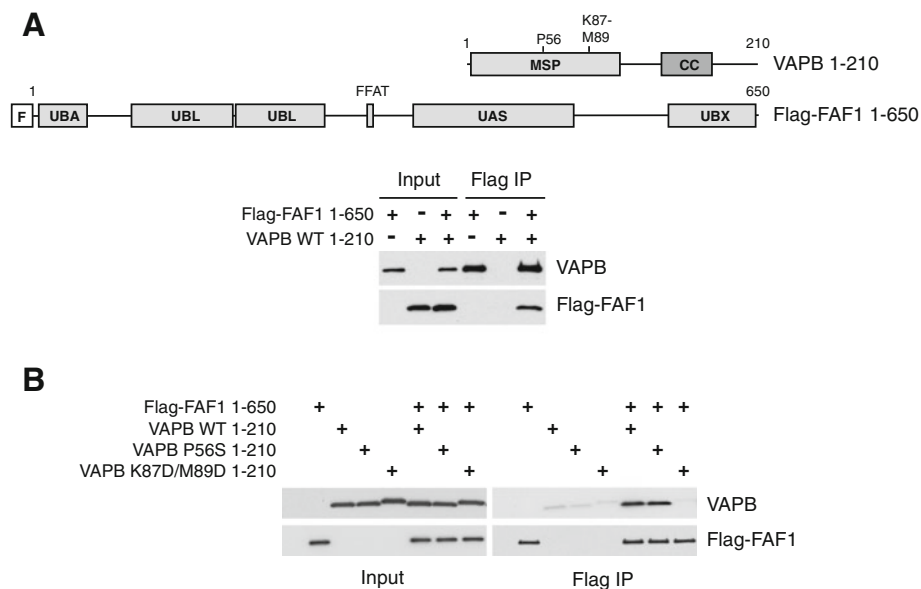 A
K87-
M89
P56
1
210
MSP
CC
VAPB 1-210
1
FFAT
650
F
UBA
UBL
UBL
UAS
UBX
Flag-FAF1 1-650
Input
Flag IP
Flag-FAF1 1-650 + - + + - +
VAPB WT 1-210 - + + - + +
VAPB
Flag-FAF1
B
Flag-FAF1 1-650 + + + + + + + +
VAPB WT 1-210 + + + +
VAPB P56S 1-210 + + + +
VAPB K87D/M89D 1-210 + + + +
VAPB
Flag-FAF1
Input
Flag IP